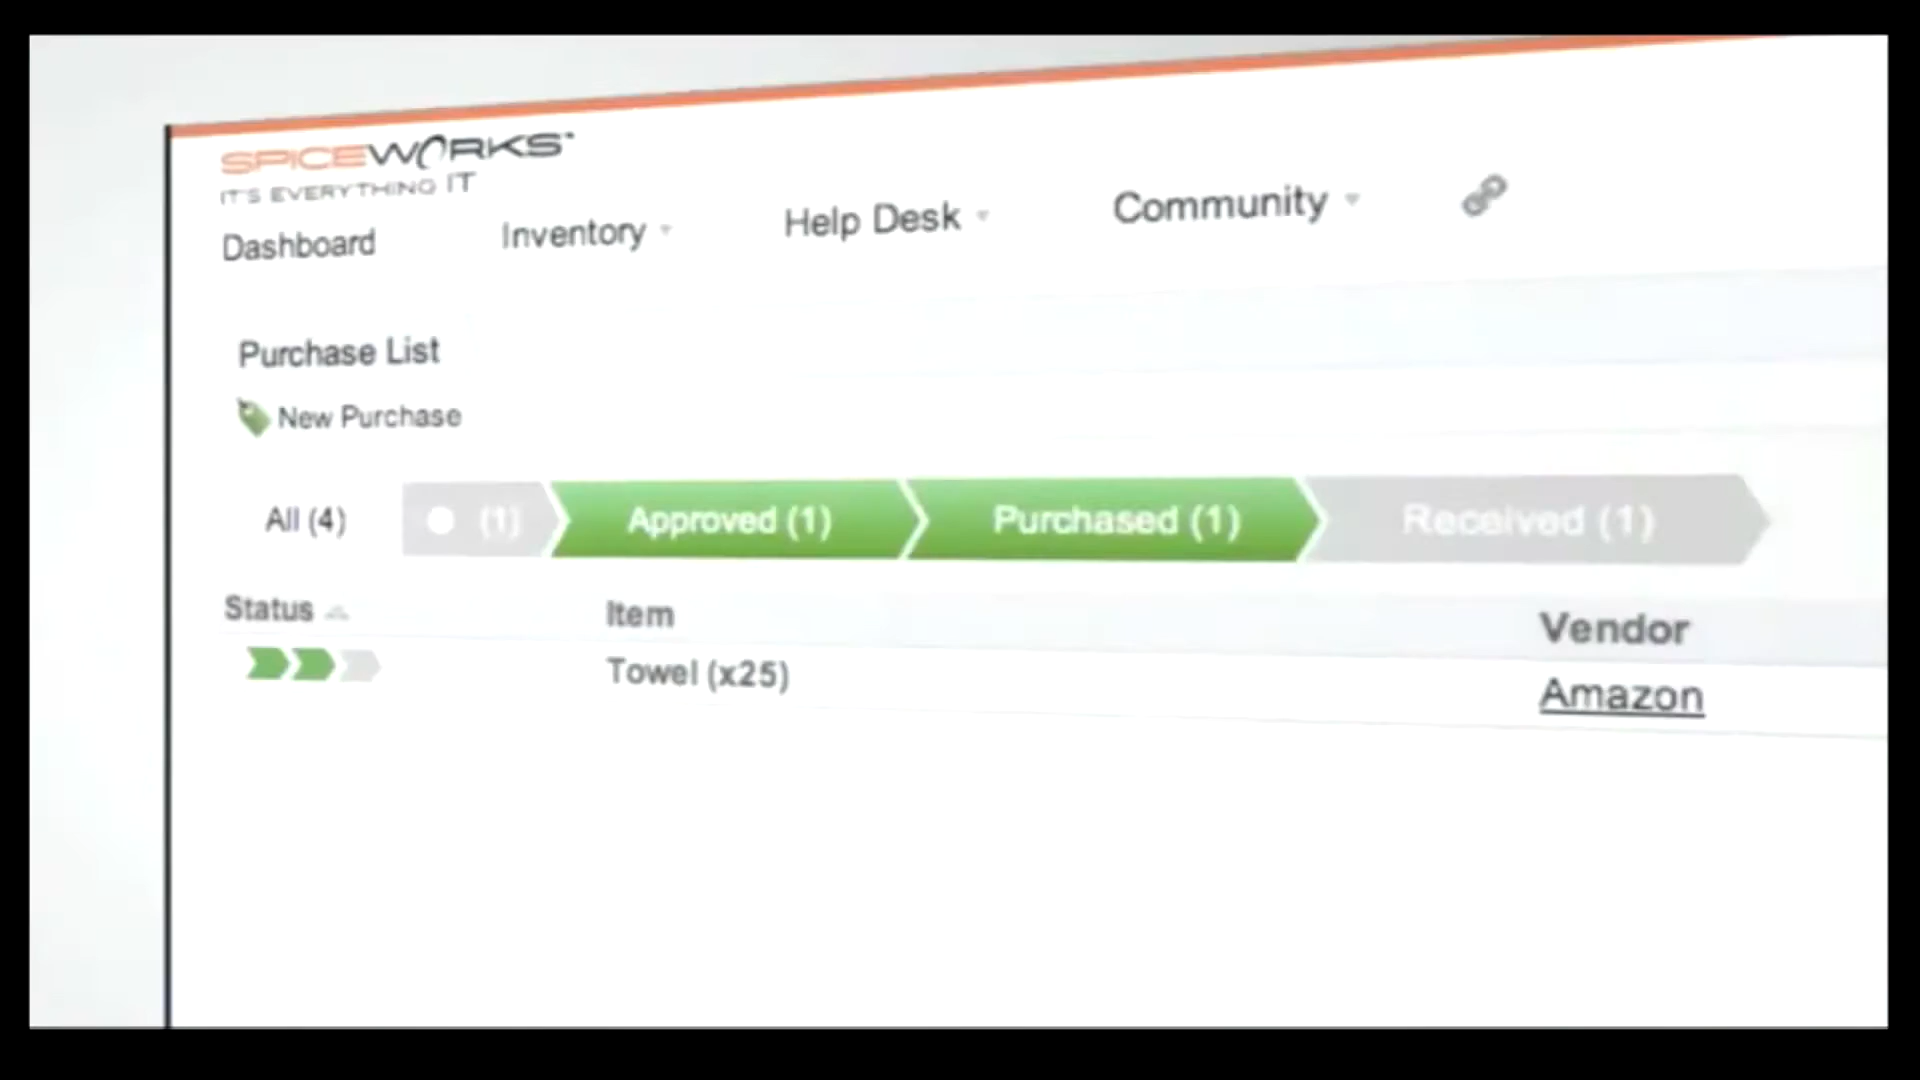 SPICEWORKS
IT'S EVERYTHING IT
Dashboard Inventory Help Desk Community
Purchase List
New Purchase
All (4) (1) Approved (1) Purchased (1) Received (1)
Status Item Vendor
Towel (x25) Amazon